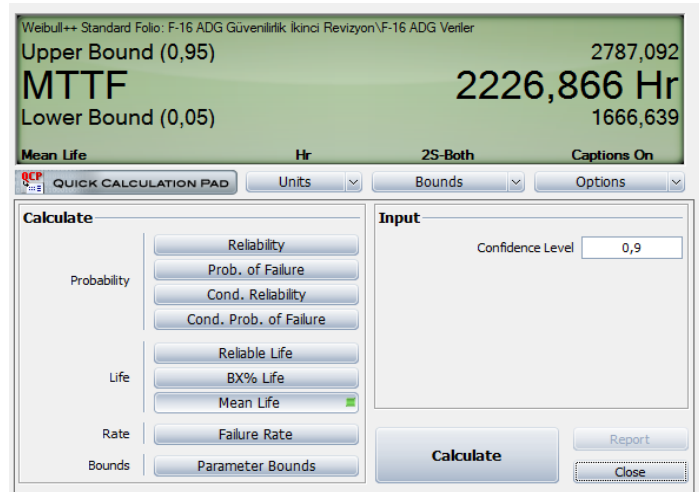 Weibull++ Standard Folio: F-16 ADG Güvenilirlik İkinci Revizyon\F-16 ADG Veriler
Upper Bound (0,95) 2787,092
MTTF 2226,866 Hr
Lower Bound (0,05) 1666,639
Mean Life Hr 2S-Both Captions On
QCP QUICK CALCULATION PAD Units Bounds Options
Calculate
Probability
Reliability
Prob. of Failure
Cond. Reliability
Cond. Prob. of Failure
Life
Reliable Life
BX% Life
Mean Life
Rate Failure Rate
Bounds Parameter Bounds
Input
Confidence Level 0,9
Calculate
Report
Close